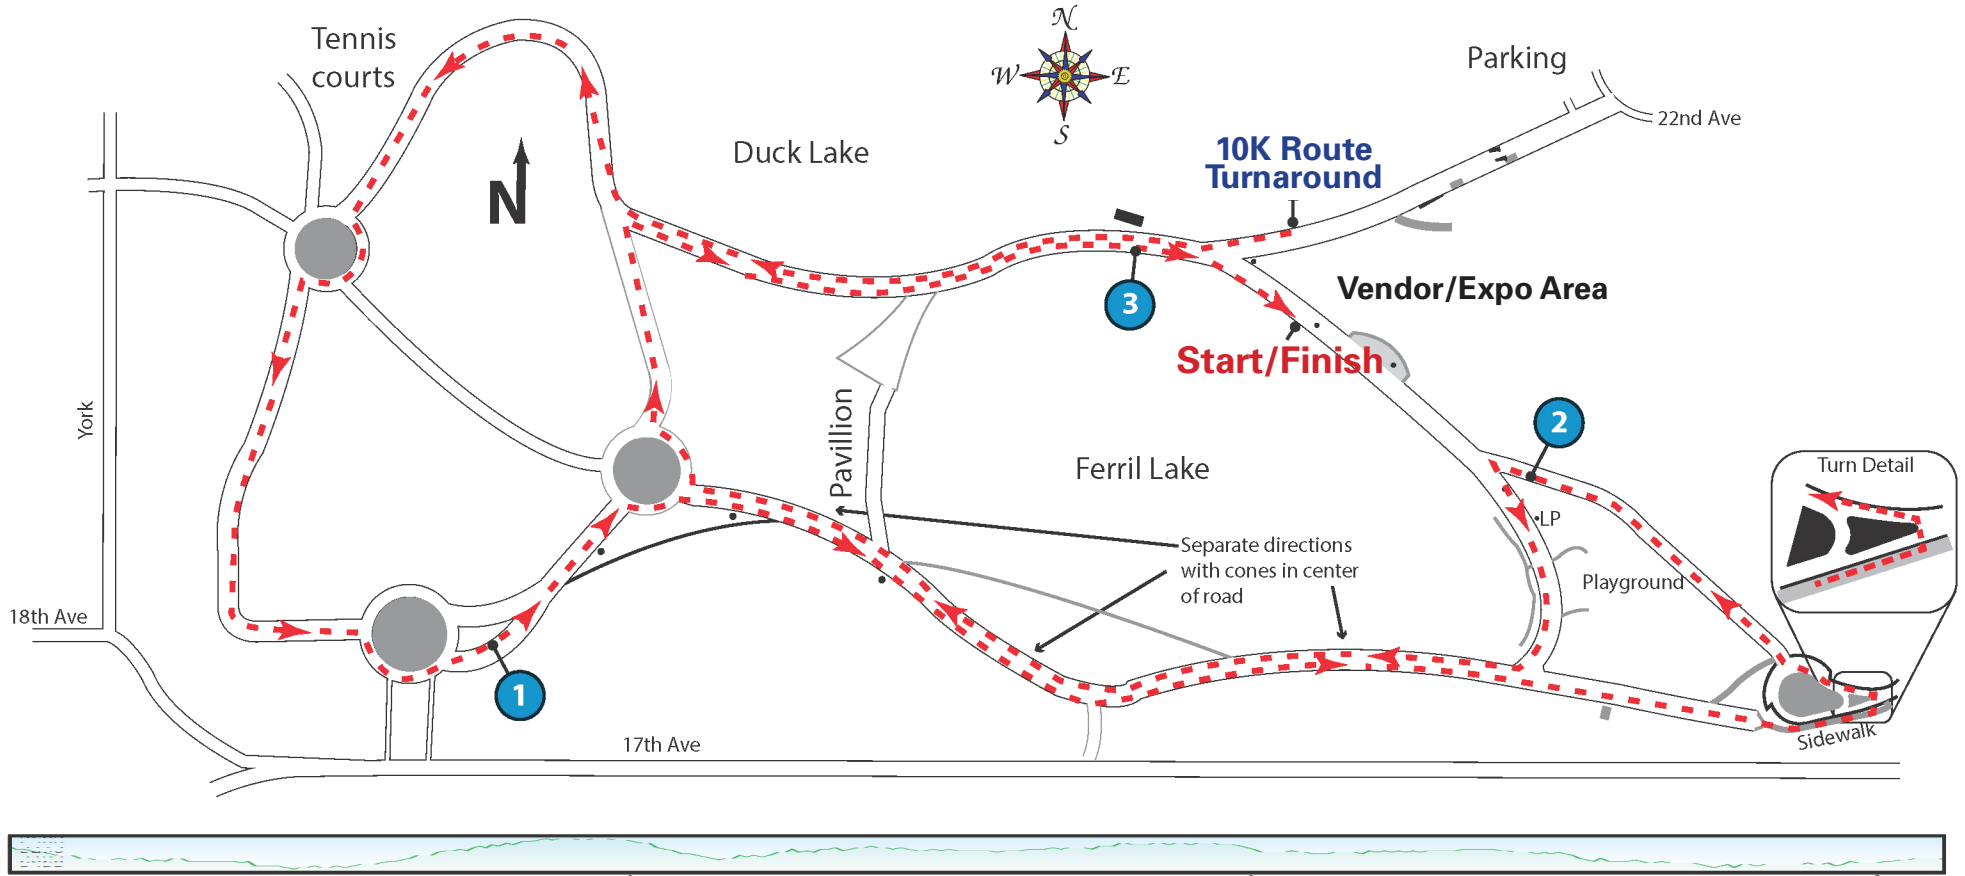 N
W
E
S
Tennis
courts
Parking
22nd Ave
Duck Lake
10K Route
Turnaround
N
Vendor/Expo Area
3
Start/Finish
York
Pavillion
2
Ferril Lake
Turn Detail
LP
Separate directions
with cones in center
of road
Playground
18th Ave
1
17th Ave
Sidewalk